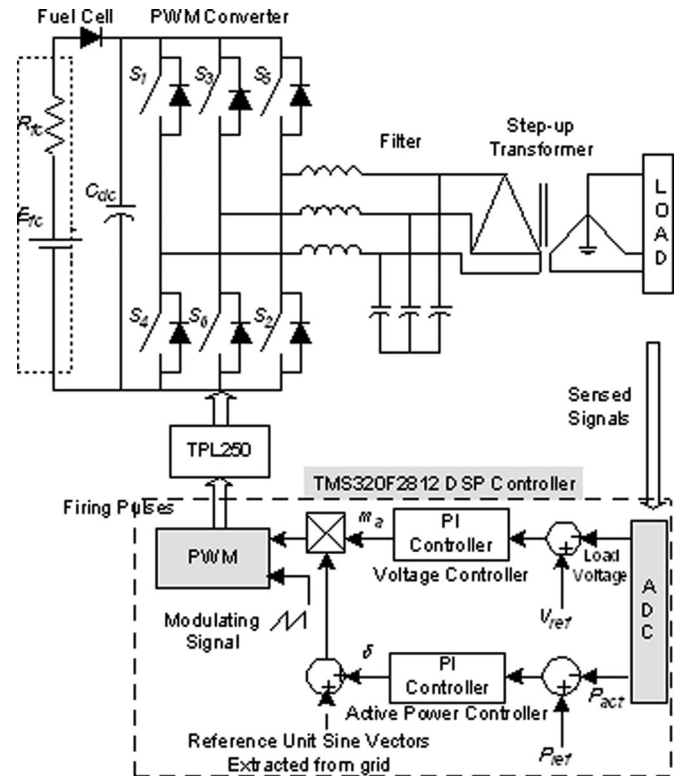 Fuel Cell
PWM Converter
S1
S3
S5
Rfc
Cdc
Efc
Filter
Step-up
Transformer
LOAD
S4
S6
S2
Sensed
Signals
TPL250
TMS320F2812 DSP Controller
Firing Pulses
PWM
ma
PI
Controller
Voltage Controller
Load
Voltage
ADC
Modulating
Signal
Vref
δ
PI
Controller
Active Power Controller
Pact
Reference Unit Sine Vectors
Extracted from grid
Pref